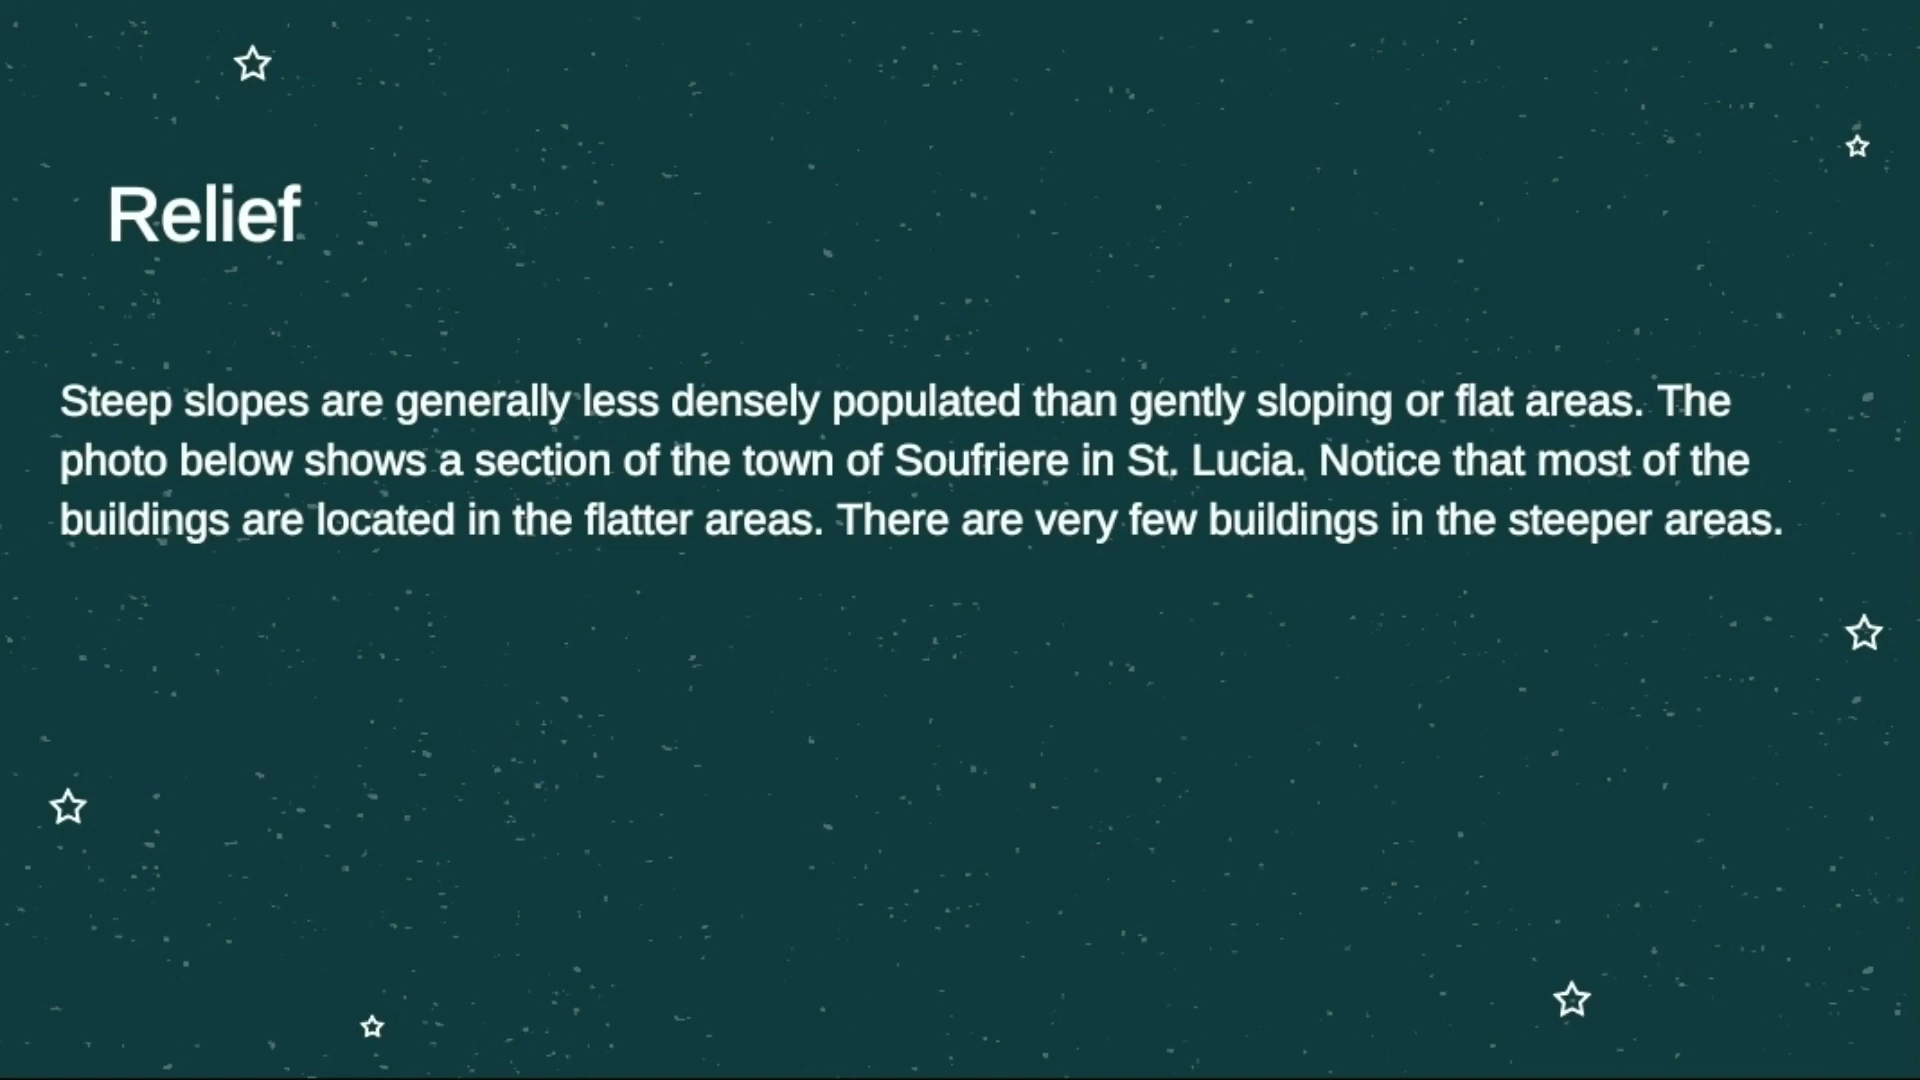 Relief
Steep slopes are generally less densely populated than gently sloping or flat areas. The
photo below shows a section of the town of Soufriere in St. Lucia. Notice that most of the
buildings are located in the flatter areas. There are very few buildings in the steeper areas.